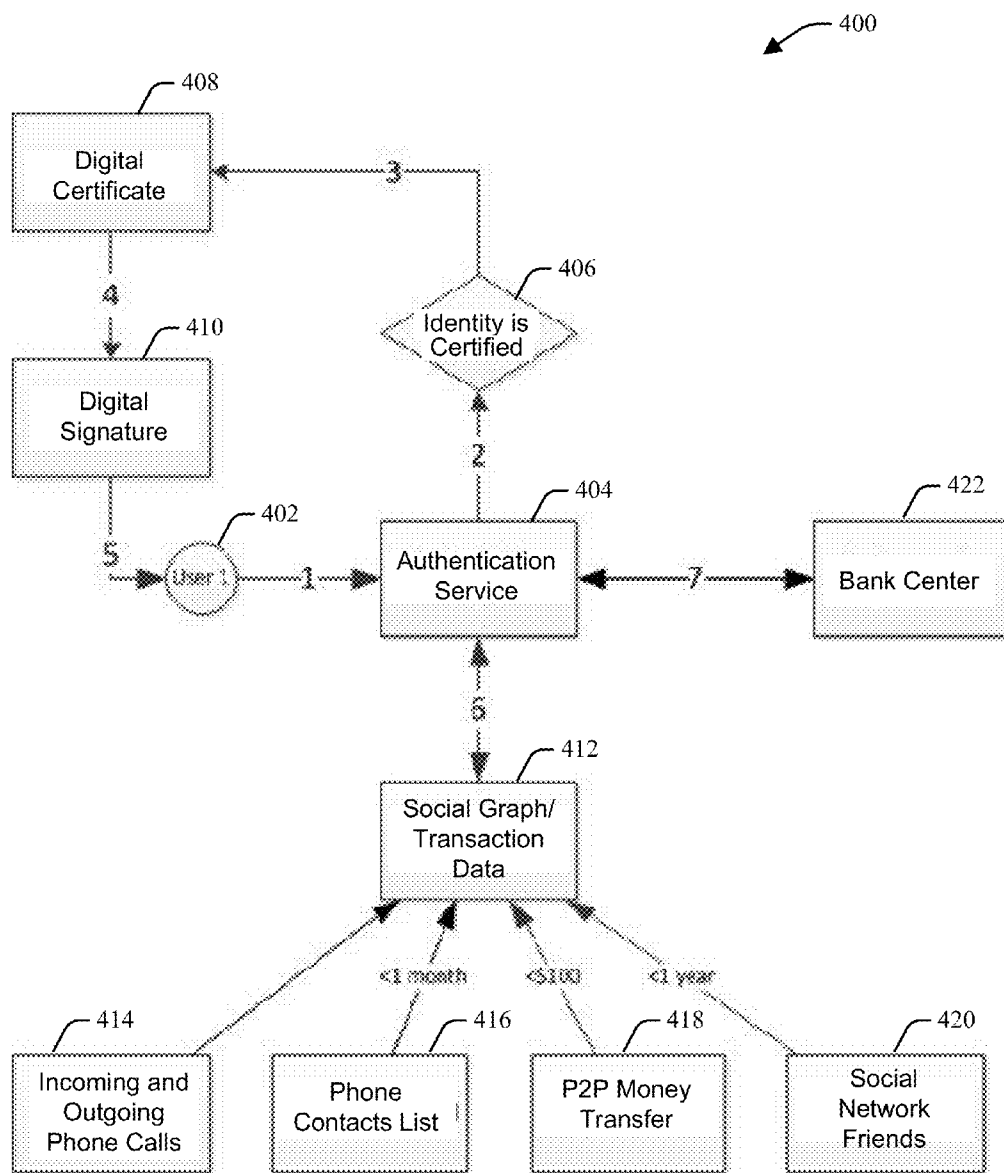 400
408
Digital
Certificate
3
406
Identity is
Certified
4
410
Digital
Signature
2
404
422
402
5
User 1
1
Authentication
Service
7
Bank Center
6
412
Social Graph/
Transaction
Data
<1 month
<$100
<1 year
414
416
418
420
Incoming and
Outgoing
Phone Calls
Phone
Contacts List
P2P Money
Transfer
Social
Network
Friends